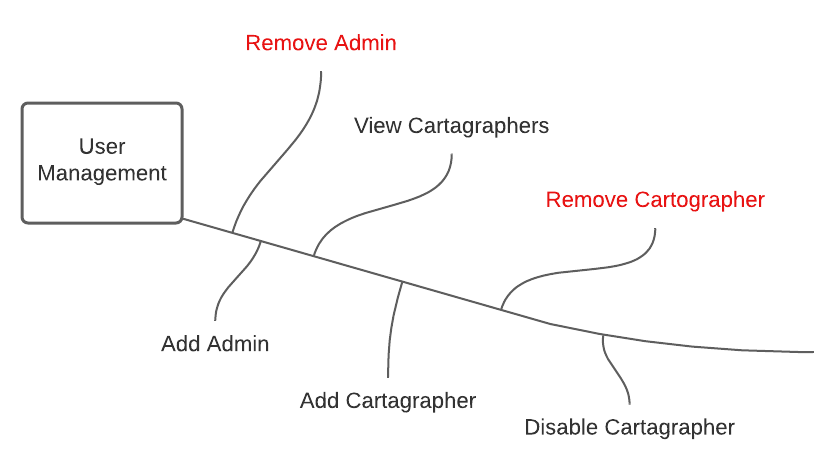 Remove Admin
View Cartagraphers
User
Management
Remove Cartographer
Add Admin
Add Cartagrapher
Disable Cartagrapher